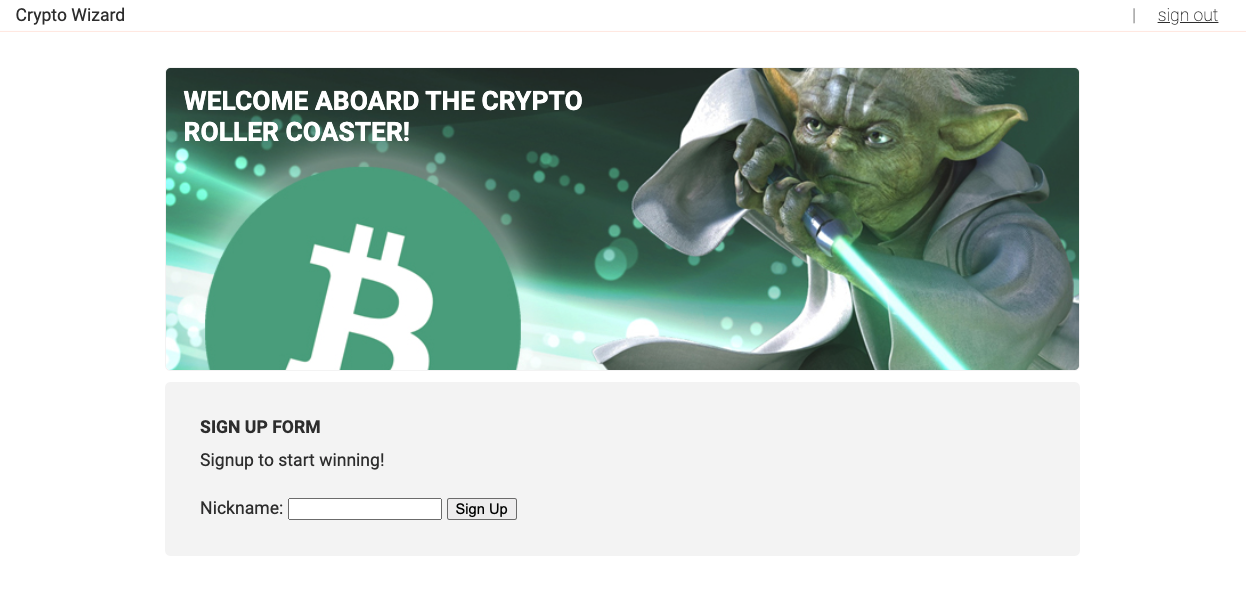 Crypto Wizard
| sign out
WELCOME ABOARD THE CRYPTO
ROLLER COASTER!
SIGN UP FORM
Signup to start winning!
Nickname: Sign Up